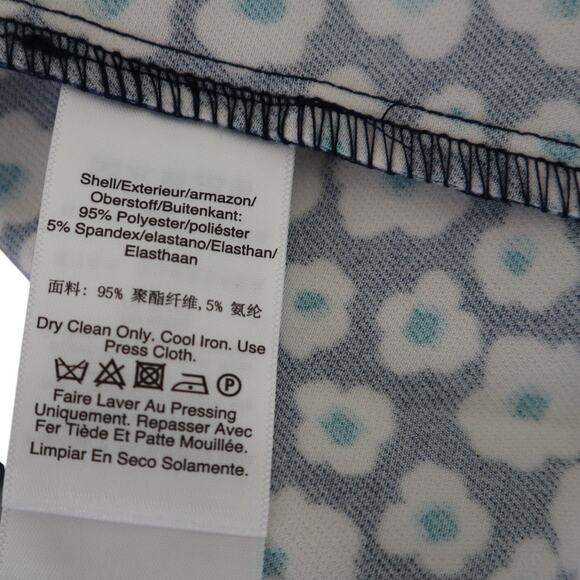 Shell/Exterieur/armazon/
Oberstoff/Buitenkant:
95% Polyester/poliéster
5% Spandex/elastano/Elasthan/
Elasthaan
面料: 95% 聚酯纤维, 5% 氨纶
Dry Clean Only. Cool Iron. Use
Press Cloth.
P
Faire Laver Au Pressing
Uniquement. Repasser Avec
Fer Tiède Et Patte Mouillée.
Limpiar En Seco Solamente.